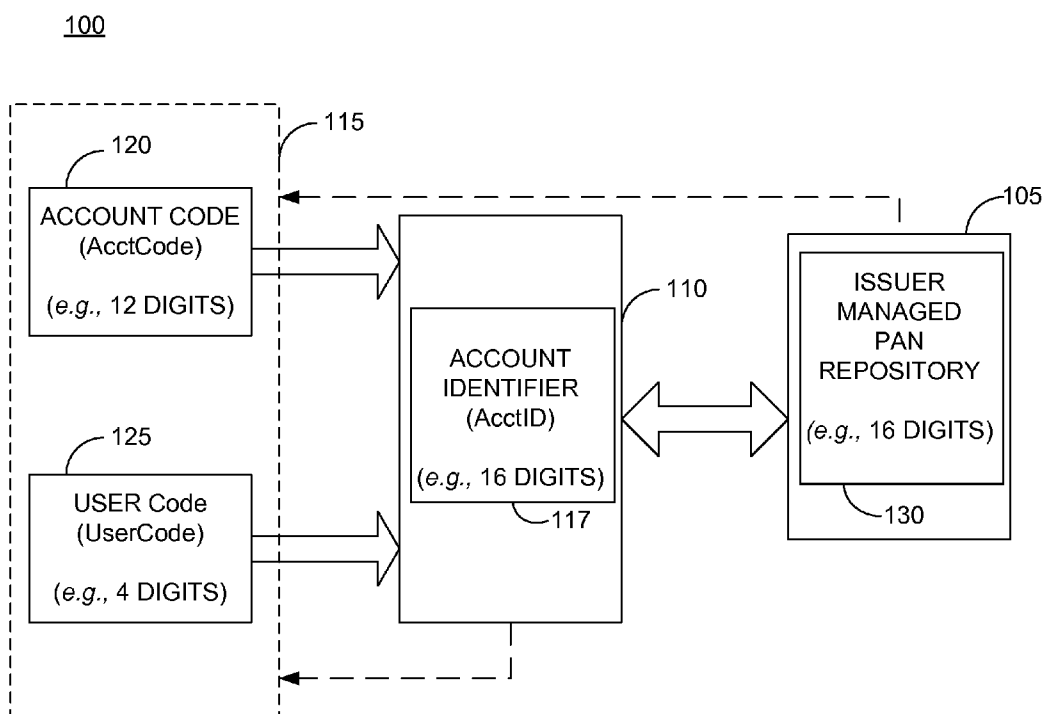 100
115
120
ACCOUNT CODE
(AcctCode)
(e.g., 12 DIGITS)
125
USER Code
(UserCode)
(e.g., 4 DIGITS)
110
ACCOUNT
IDENTIFIER
(AcctID)
(e.g., 16 DIGITS)
117
105
ISSUER
MANAGED
PAN
REPOSITORY
(e.g., 16 DIGITS)
130